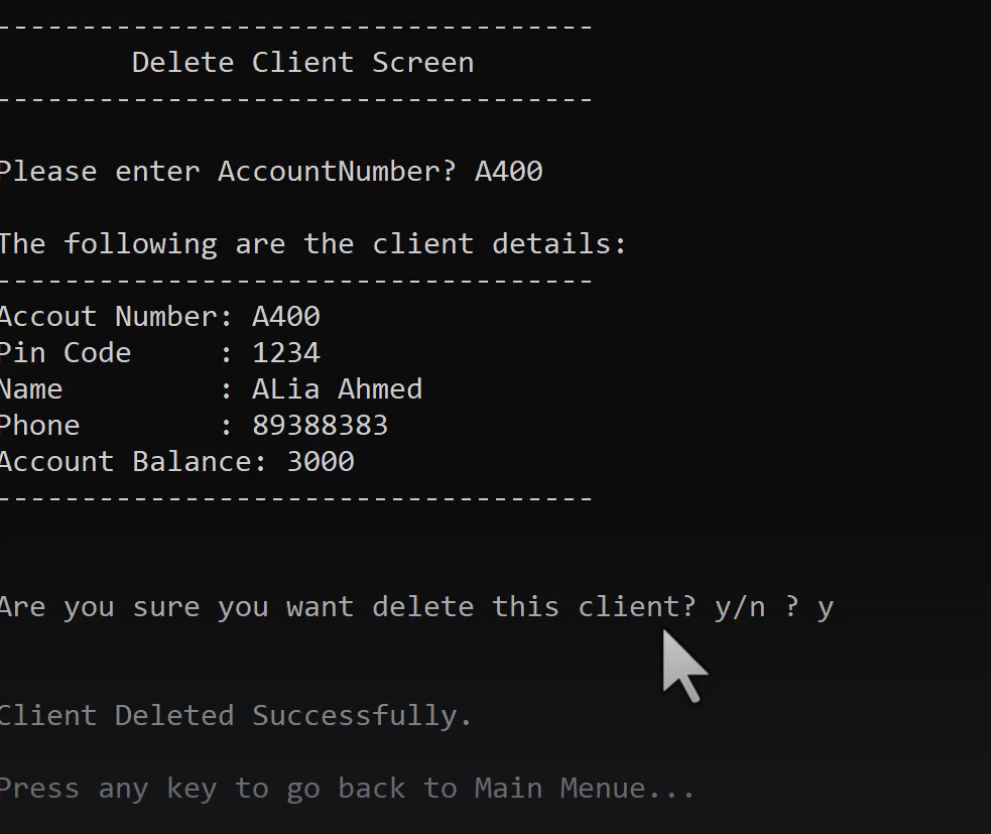 -----------------------------------
Delete Client Screen
-----------------------------------
Please enter AccountNumber? A400
The following are the client details:
-----------------------------------
Accout Number: A400
Pin Code     : 1234
Name         : ALia Ahmed
Phone        : 89388383
Account Balance: 3000
-----------------------------------
Are you sure you want delete this client? y/n ? y
Client Deleted Successfully.
Press any key to go back to Main Menue...